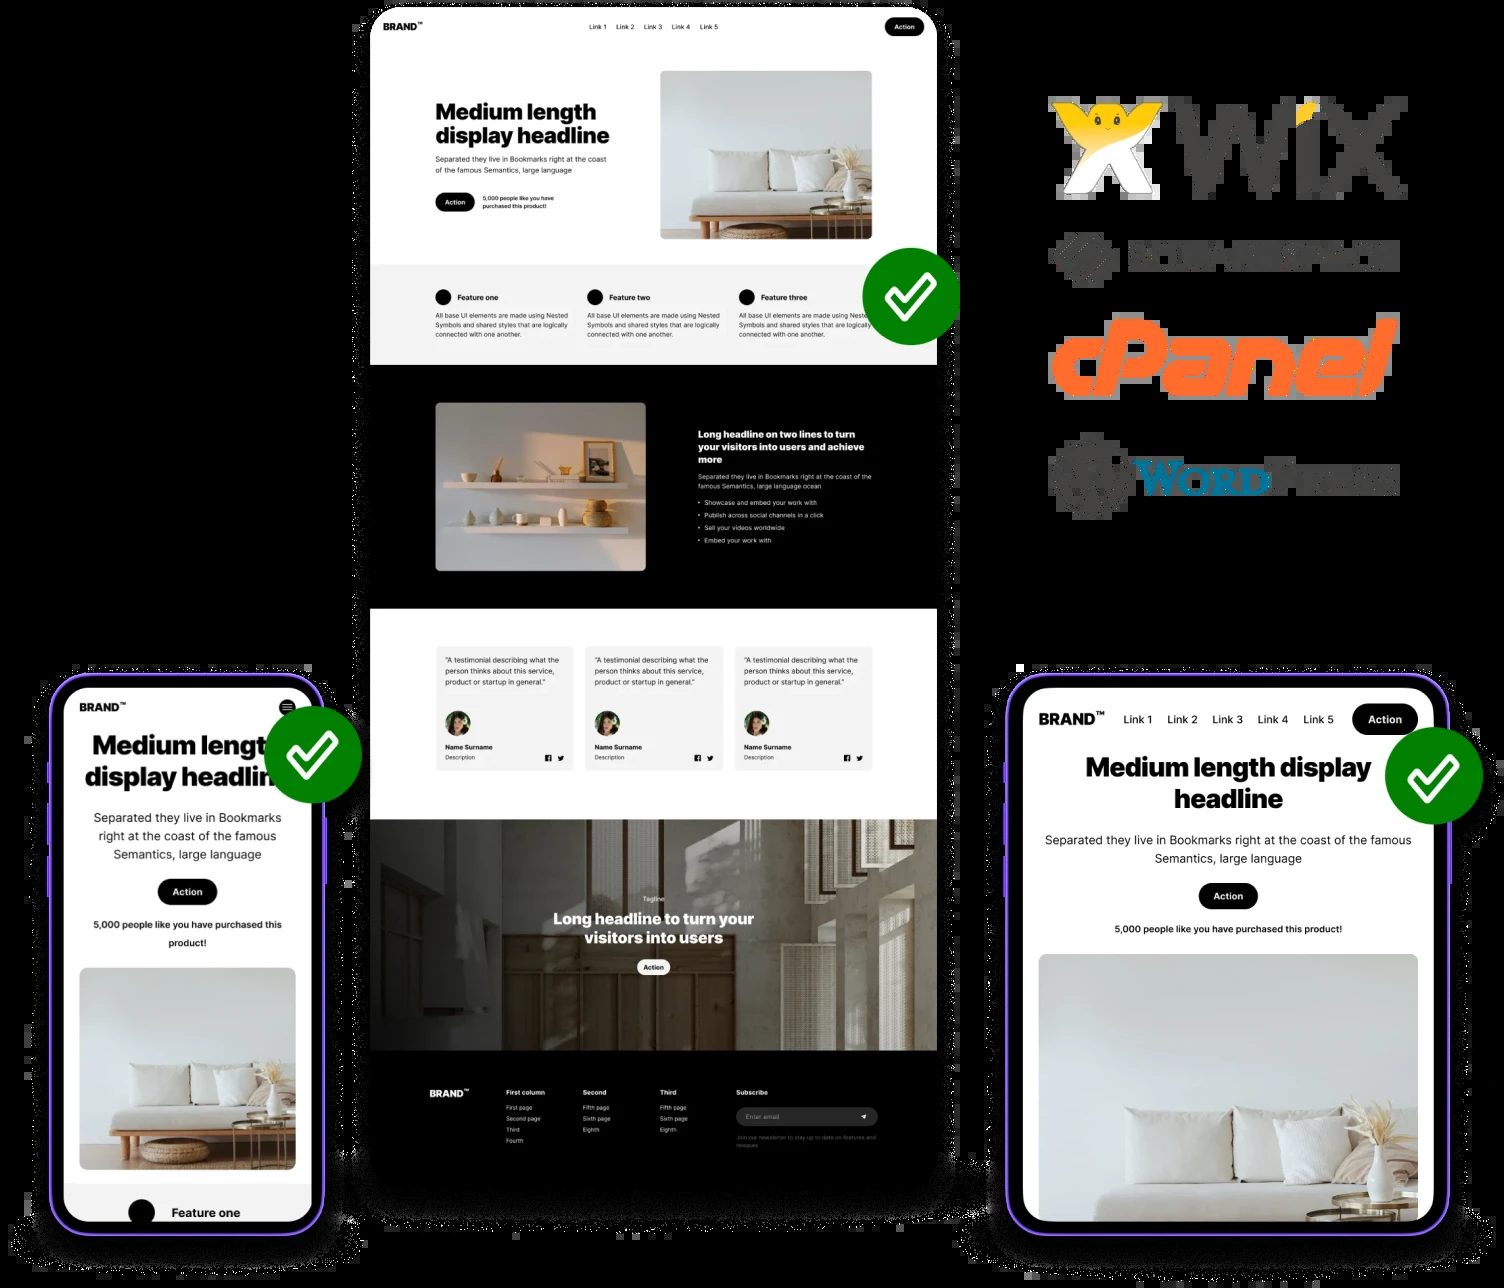 BRAND™
Link 1 Link 2 Link 3 Link 4 Link 5
Action
Medium length
display headline
Separated they live in Bookmarks right at the coast
of the famous Semantics, large language
Action
5,000 people like you have
purchased this product!
Feature one
All base UI elements are made using Nested
Symbols and shared styles that are logically
connected with one another.
Feature two
All base UI elements are made using Nested
Symbols and shared styles that are logically
connected with one another.
Feature three
All base UI elements are made using
Symbols and shared styles that are logically
connected with one another.
Long headline on two lines to turn
your visitors into users and achieve
more
Separated they live in Bookmarks right at the coast of the
famous Semantics, large language ocean
• Showcase and embed your work with
• Publish across social channels in a click
• Sell your videos worldwide
• Embed your work with
"A testimonial describing what the
person thinks about this service,
product or startup in general."
Name Surname
Description
"A testimonial describing what the
person thinks about this service,
product or startup in general."
Name Surname
Description
"A testimonial describing what the
person thinks about this service,
product or startup in general."
Name Surname
Description
Tagline
Long headline to turn your
visitors into users
Action
BRAND™
First column
First page
Second page
Third
Fourth
Second
Fifth page
Sixth page
Eighth
Third
Fifth page
Sixth page
Eighth
Subscribe
Enter email
Join our newsletter to stay up to date on features and
releases
WiX
cPanel
WORDPRESS
BRAND™
Medium lengt
display headlin
Separated they live in Bookmarks
right at the coast of the famous
Semantics, large language
Action
5,000 people like you have purchased this
product!
Feature one
BRAND™
Link 1 Link 2 Link 3 Link 4 Link 5
Action
Medium length display
headline
Separated they live in Bookmarks right at the coast of the famous
Semantics, large language
Action
5,000 people like you have purchased this product!